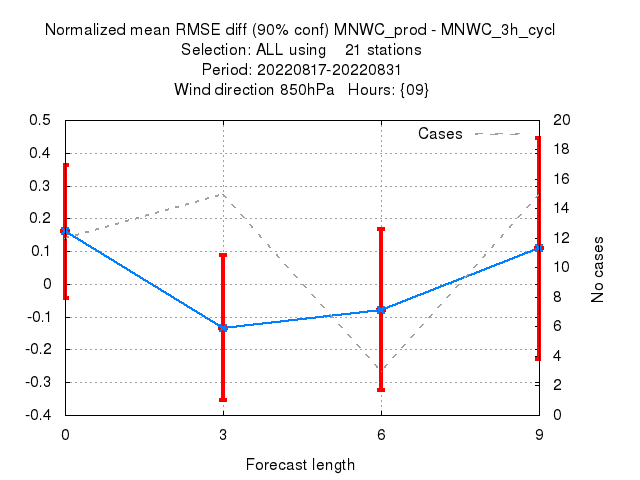 Normalized mean RMSE diff (90% conf) MNWC_prod - MNWC_3h_cycl
Selection: ALL using    21 stations
Period: 20220817-20220831
Wind direction 850hPa   Hours: {09}
Cases
0.5
0.4
0.3
0.2
0.1
0
-0.1
-0.2
-0.3
-0.4
20
18
16
14
12
10
8
6
4
2
0
No cases
0 3 6 9
Forecast length